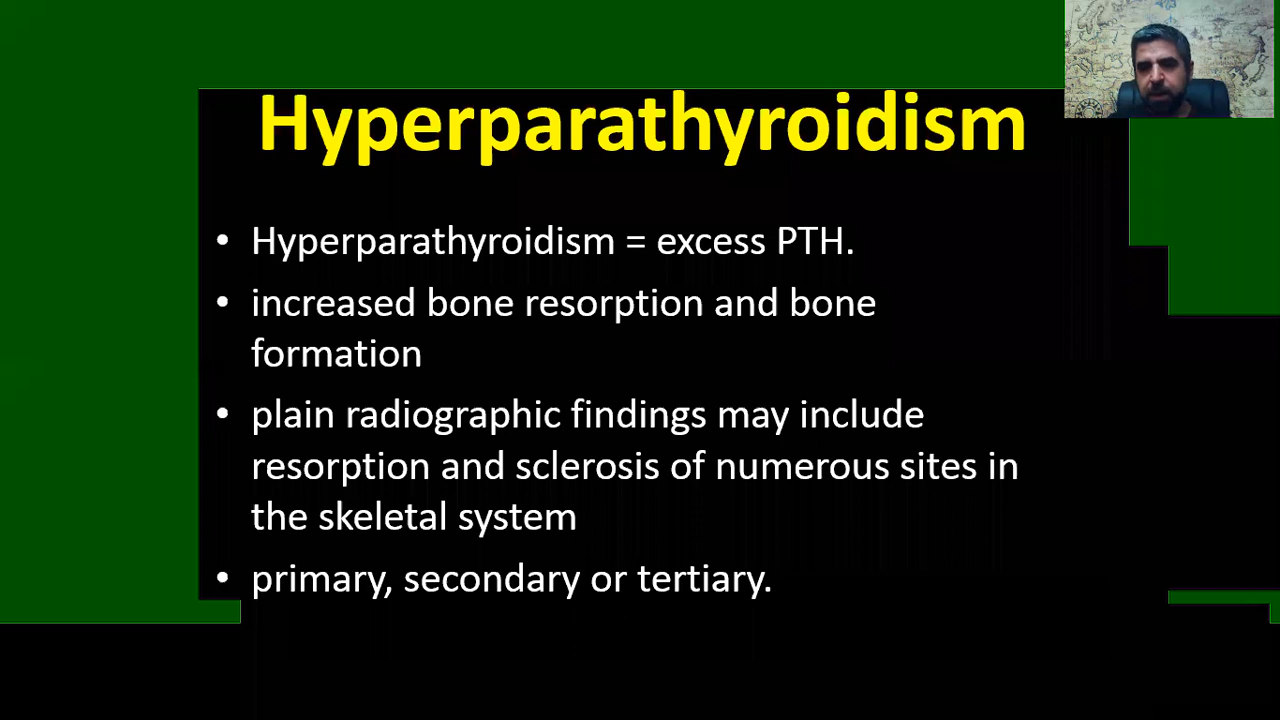 Hyperparathyroidism
• Hyperparathyroidism = excess PTH.
• increased bone resorption and bone
formation
• plain radiographic findings may include
resorption and sclerosis of numerous sites in
the skeletal system
• primary, secondary or tertiary.